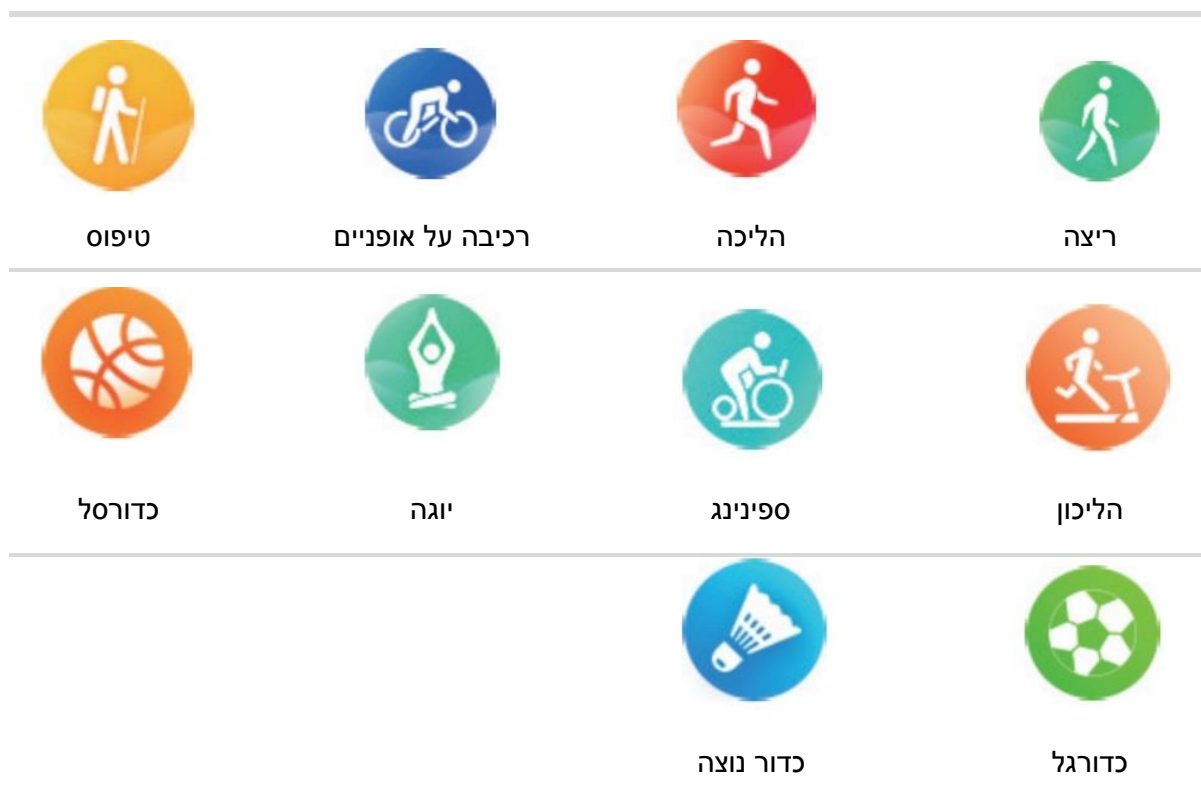 ריצה
הליכה
רכיבה על אופניים
טיפוס
הליכון
ספינינג
יוגה
כדורסל
כדורגל
כדור נוצה